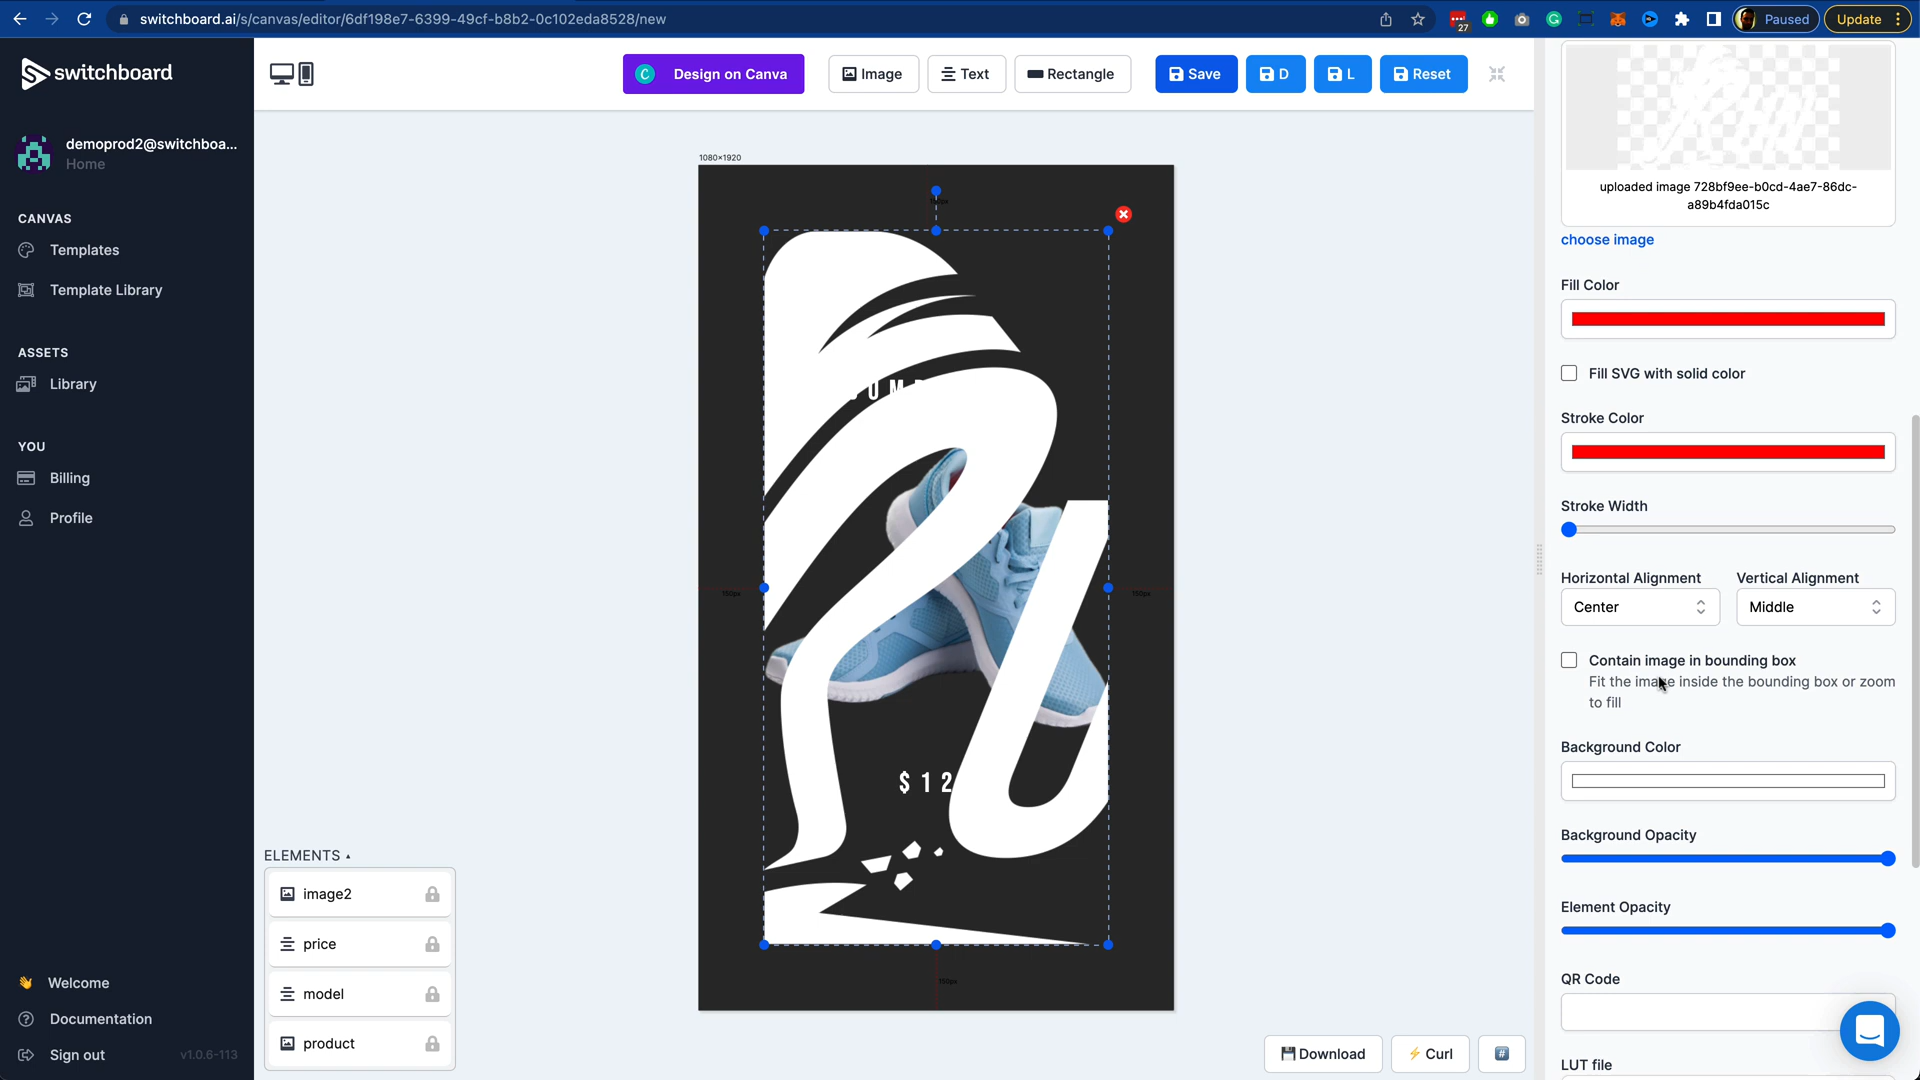 switchboard.ai/s/canvas/editor/6df198e7-6399-49cf-b8b2-0c102eda8528/new
27
Paused
Update
switchboard
demoprod2@switchboa...
Home
CANVAS
Templates
Template Library
ASSETS
Library
YOU
Billing
Profile
Welcome
Documentation
Sign out
v1.0.6-113
Design on Canva
Image
Text
Rectangle
Save
D
L
Reset
1080×1920
150px
150px
150px
$12
ELEMENTS
image2
price
model
product
Download
Curl
#
uploaded image 728bf9ee-b0cd-4ae7-86dc-
a89b4fda015c
choose image
Fill Color
Fill SVG with solid color
Stroke Color
Stroke Width
Horizontal Alignment
Vertical Alignment
Center
Middle
Contain image in bounding box
Fit the image inside the bounding box or zoom
to fill
Background Color
Background Opacity
Element Opacity
QR Code
LUT file